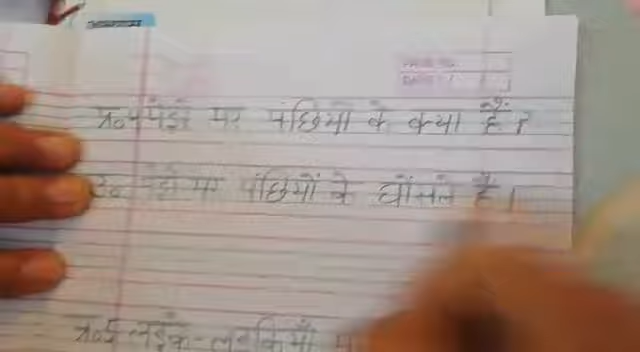 प्र०4 पेड़ो पर पंछियों के क्या हैं।
उ० पेड़ो पर पंछियों के घोंसले है।
प्र०5 लड़के-लड़कियाँ